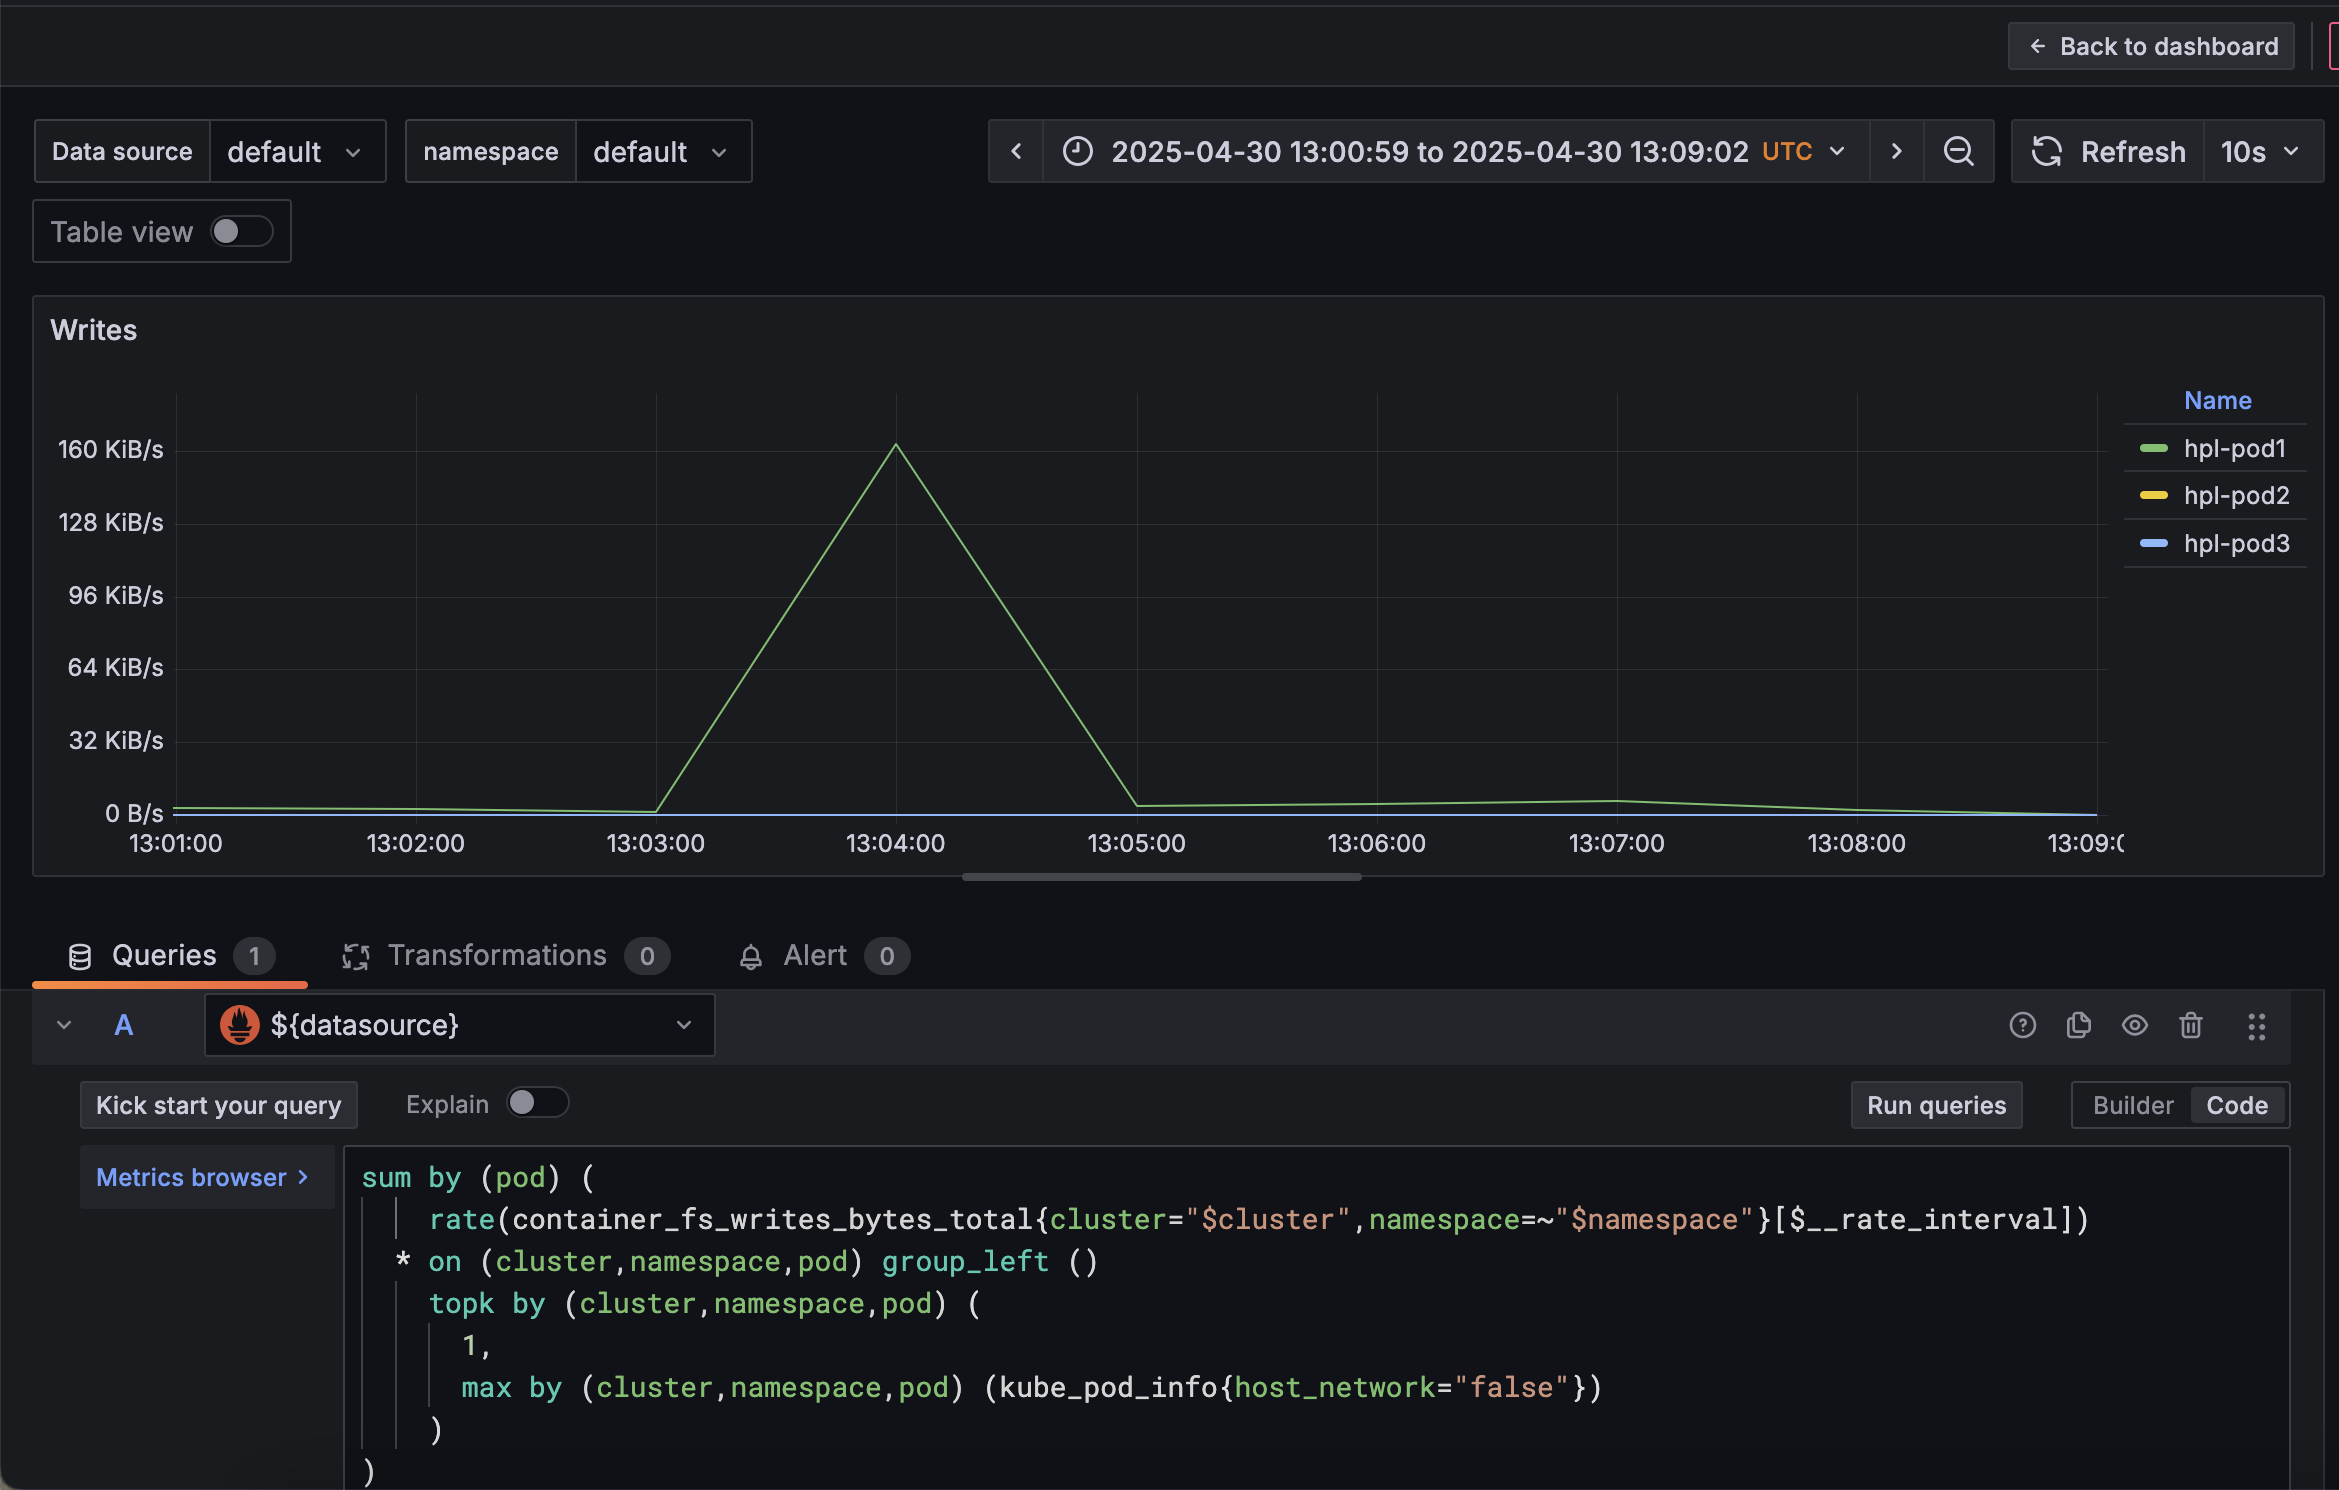 ← Back to dashboard
Data source default
namespace default
2025-04-30 13:00:59 to 2025-04-30 13:09:02 UTC
Refresh 10s
Table view
Writes
160 KiB/s
128 KiB/s
96 KiB/s
64 KiB/s
32 KiB/s
0 B/s
13:01:00 13:02:00 13:03:00 13:04:00 13:05:00 13:06:00 13:07:00 13:08:00 13:09:0
Name
hpl-pod1
hpl-pod2
hpl-pod3
Queries 1 Transformations 0 Alert 0
A ${datasource}
Kick start your query Explain Run queries Builder Code
Metrics browser >
sum by (pod) (
rate(container_fs_writes_bytes_total{cluster="$cluster",namespace=~"$namespace"}[$__rate_interval])
* on (cluster,namespace,pod) group_left ()
topk by (cluster,namespace,pod) (
1,
max by (cluster,namespace,pod) (kube_pod_info{host_network="false"})
)
)